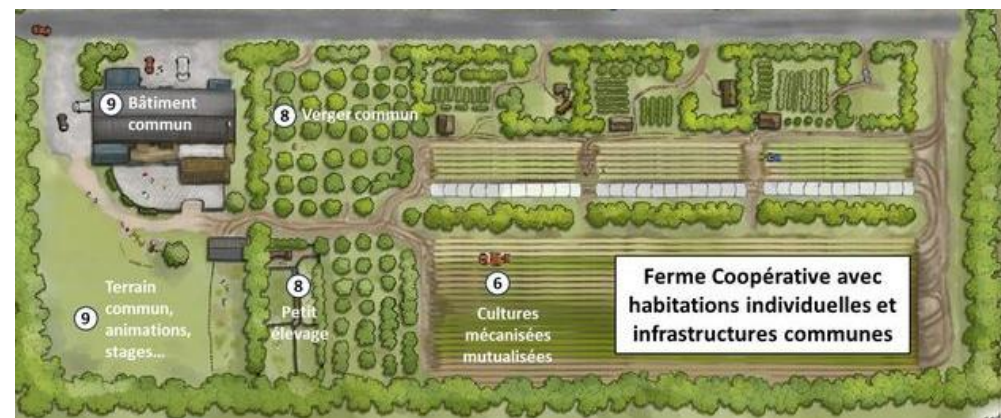 9 Bâtiment
commun
8 Verger commun
Terrain
commun,
9 animations,
stages...
8
Petit
élevage
6
Cultures
mécanisées
mutualisées
Ferme Coopérative avec
habitations individuelles et
infrastructures communes